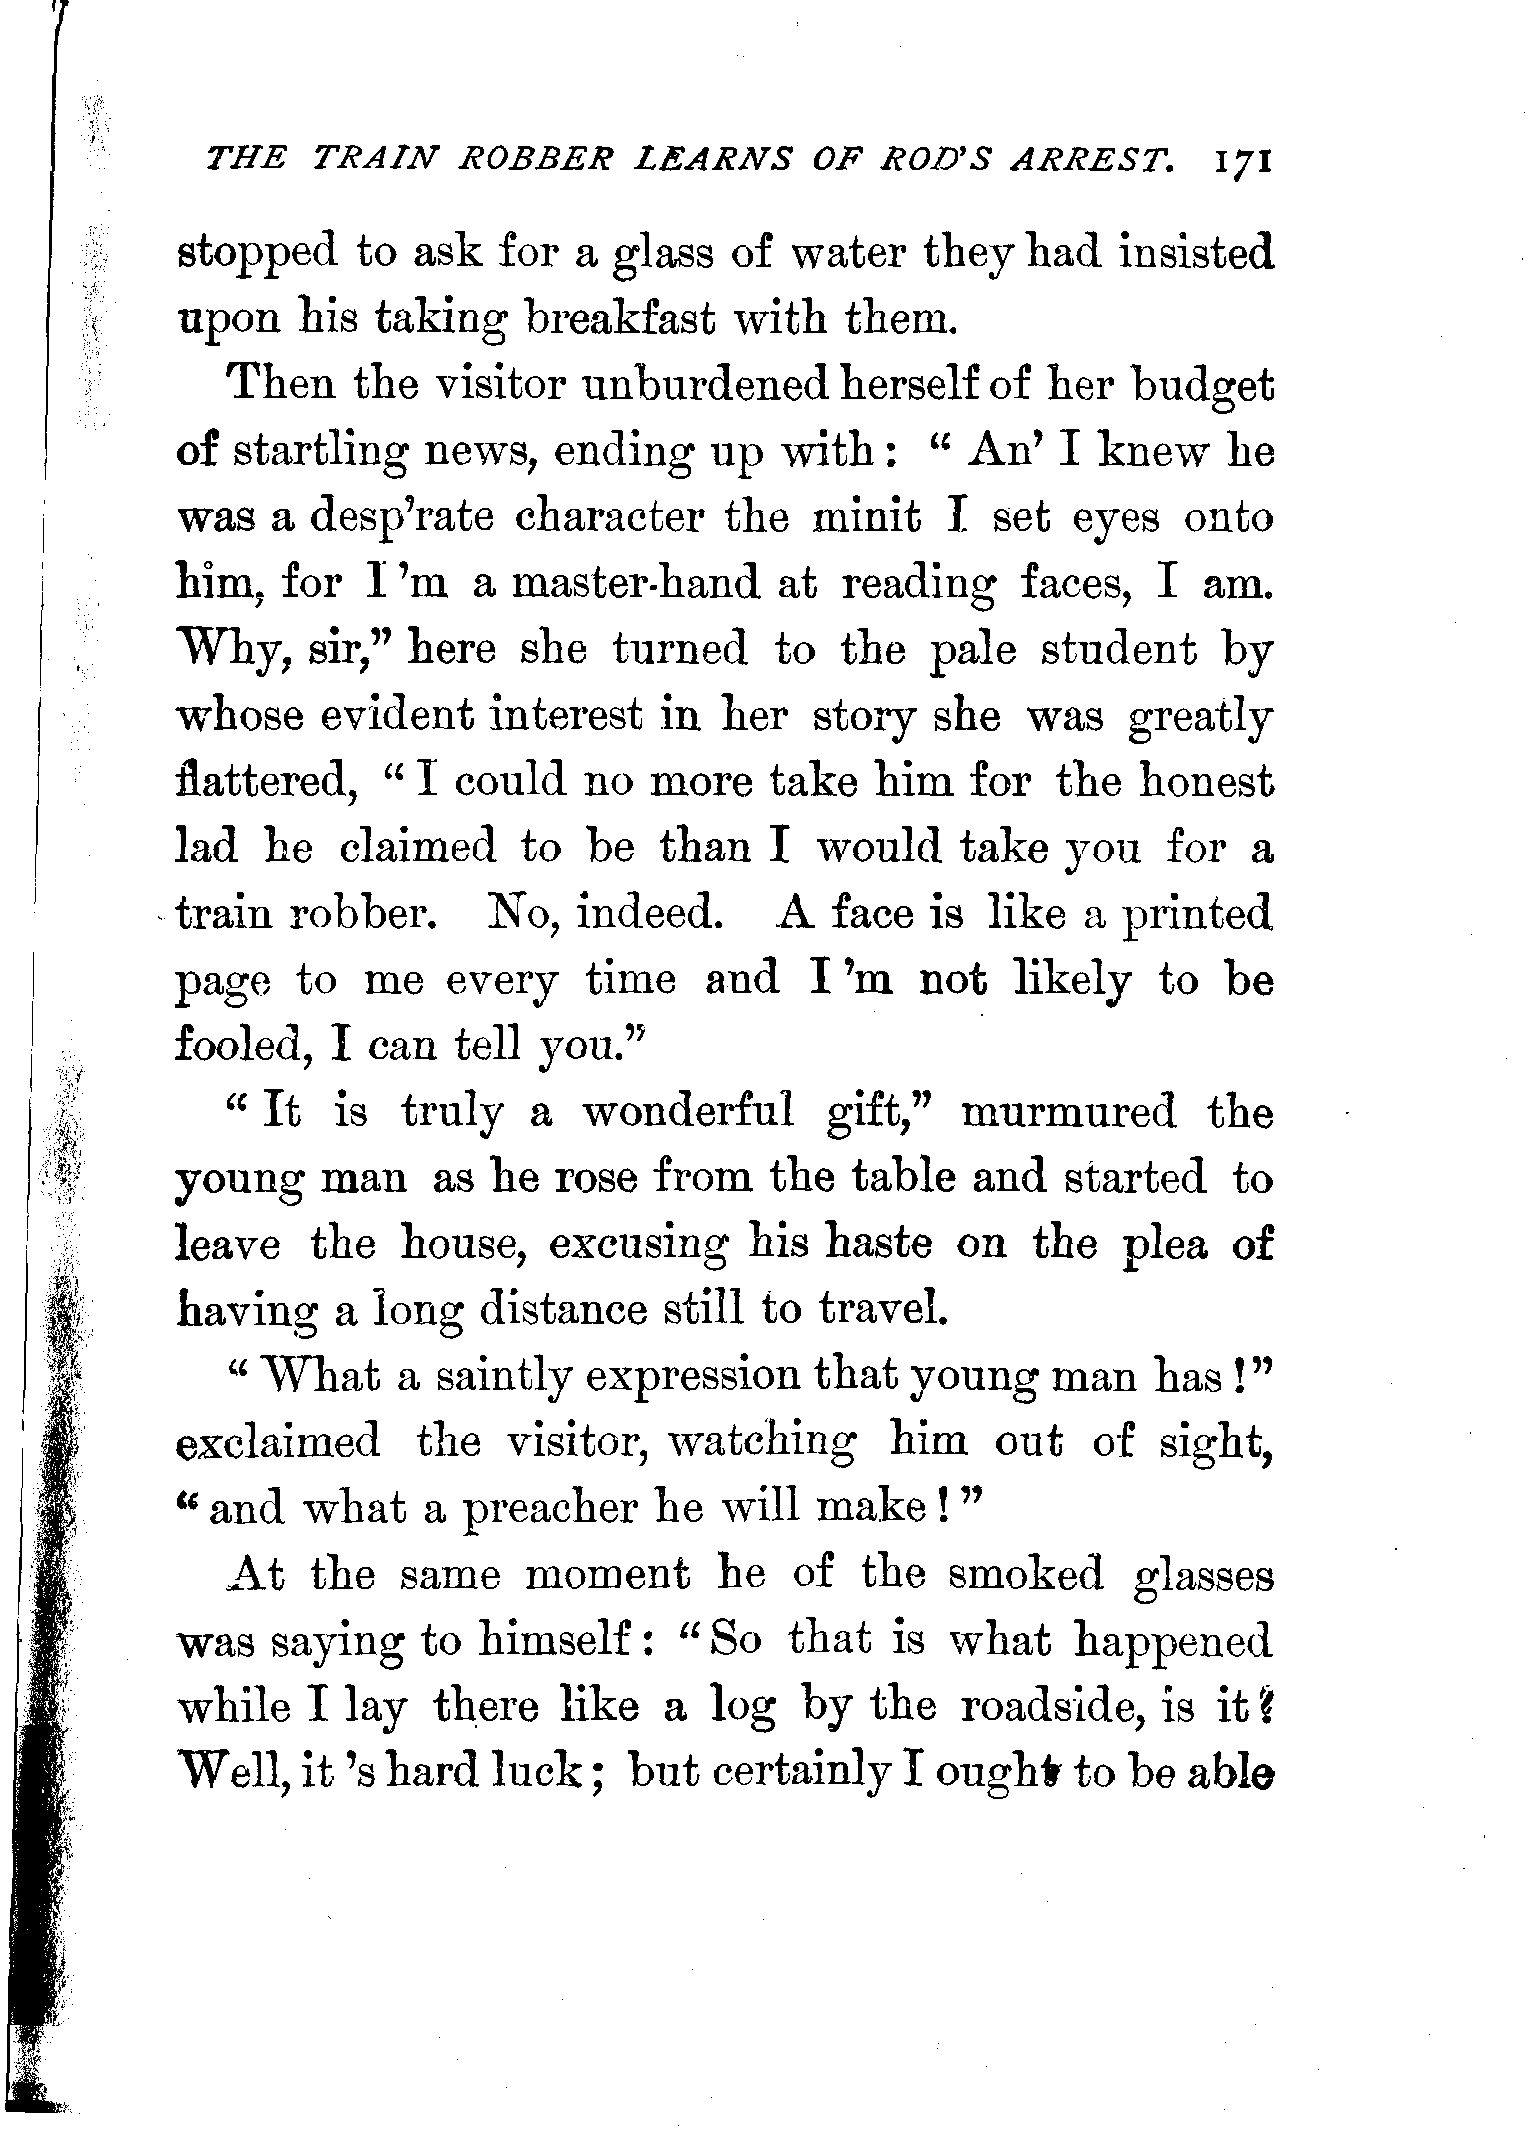 THE TRAIN ROBBER LEARNS OF ROD'S ARREST. 171
stopped to ask for a glass of water they had insisted
upon his taking breakfast with them.
Then the visitor unburdened herself of her budget
of startling news, ending up with: “ An’ I knew he
was a desp’rate character the minit I set eyes onto
him, for I ’m a master-hand at reading faces, I am.
Why, sir,” here she turned to the pale student by
whose evident interest in her story she was greatly
flattered, “ I could no more take him for the honest
lad he claimed to be than I would take you for a
train robber. No, indeed. A face is like a printed
page to me every time and I ’m not likely to be
fooled, I can tell you.”
“ It is truly a wonderful gift,” murmured the
young man as he rose from the table and started to
leave the house, excusing his haste on the plea of
having a long distance still to travel.
“ What a saintly expression that young man has !”
exclaimed the visitor, watching him out of sight,
“ and what a preacher he will make ! ”
At the same moment he of the smoked glasses
was saying to himself: “ So that is what happened
while I lay there like a log by the roadside, is it?
Well, it ’s hard luck; but certainly I ought to be able